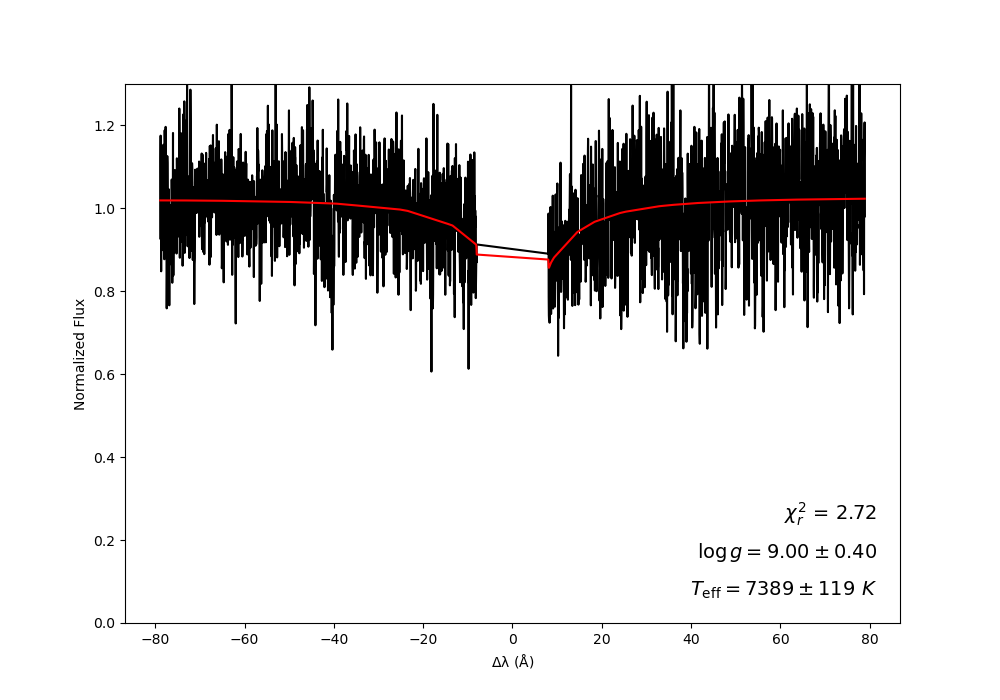 1.2
1.0
0.8
0.6
0.4
0.2
0.0
Normalized Flux
χ²ᵣ = 2.72
log g = 9.00 ± 0.40
T_eff = 7389 ± 119 K
−80 −60 −40 −20 0 20 40 60 80
Δλ (Å)